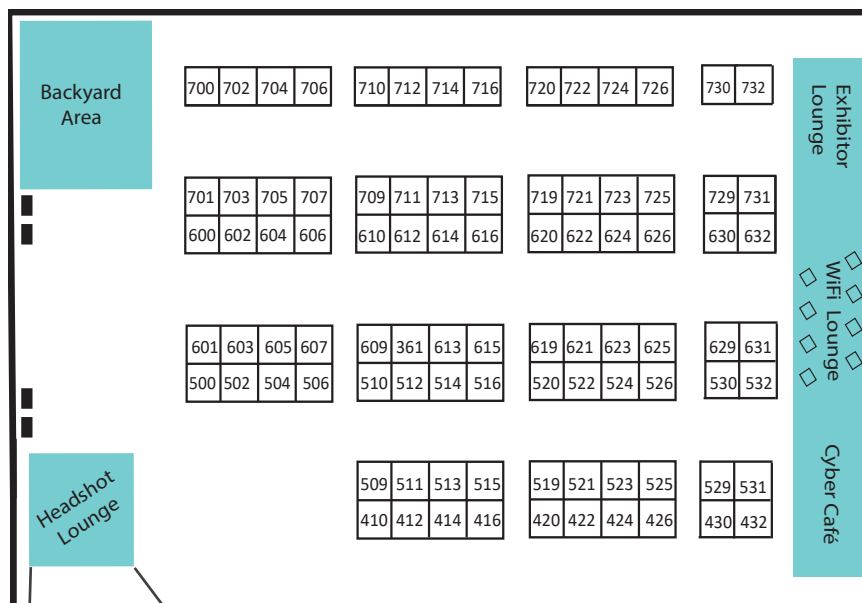 Backyard
Area
700 702 704 706 710 712 714 716 720 722 724 726 730 732
Exhibitor
Lounge
701 703 705 707 709 711 713 715 719 721 723 725 729 731
600 602 604 606 610 612 614 616 620 622 624 626 630 632
WiFi Lounge
601 603 605 607 609 361 613 615 619 621 623 625 629 631
500 502 504 506 510 512 514 516 520 522 524 526 530 532
Headshot
Lounge
509 511 513 515 519 521 523 525 529 531
410 412 414 416 420 422 424 426 430 432
Cyber Café